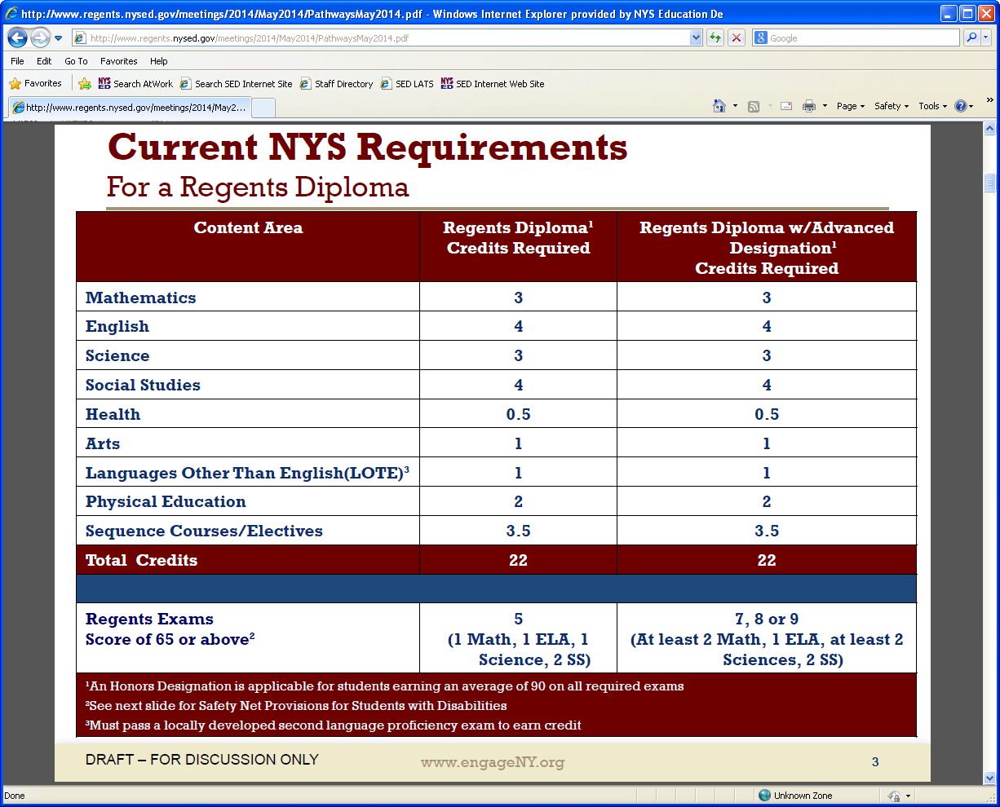 http://www.regents.nysed.gov/meetings/2014/May2014/PathwaysMay2014.pdf - Windows Internet Explorer provided by NYS Education De
http://www.regents.nysed.gov/meetings/2014/May2014/PathwaysMay2014.pdf
Google
File Edit Go To Favorites Help
Favorites NYS ED Search AtWork Search SED Internet Site Staff Directory SED LATS NYS ED SED Internet Web Site
http://www.regents.nysed.gov/meetings/2014/May2...
Page Safety Tools
Current NYS Requirements
For a Regents Diploma
Content Area
Regents Diploma¹
Credits Required
Regents Diploma w/Advanced
Designation¹
Credits Required
Mathematics 3 3
English 4 4
Science 3 3
Social Studies 4 4
Health 0.5 0.5
Arts 1 1
Languages Other Than English(LOTE)³ 1 1
Physical Education 2 2
Sequence Courses/Electives 3.5 3.5
Total Credits 22 22
Regents Exams
Score of 65 or above²
5
(1 Math, 1 ELA, 1
Science, 2 SS)
7, 8 or 9
(At least 2 Math, 1 ELA, at least 2
Sciences, 2 SS)
¹An Honors Designation is applicable for students earning an average of 90 on all required exams
²See next slide for Safety Net Provisions for Students with Disabilities
³Must pass a locally developed second language proficiency exam to earn credit
DRAFT – FOR DISCUSSION ONLY
www.engageNY.org
3
Done
Unknown Zone